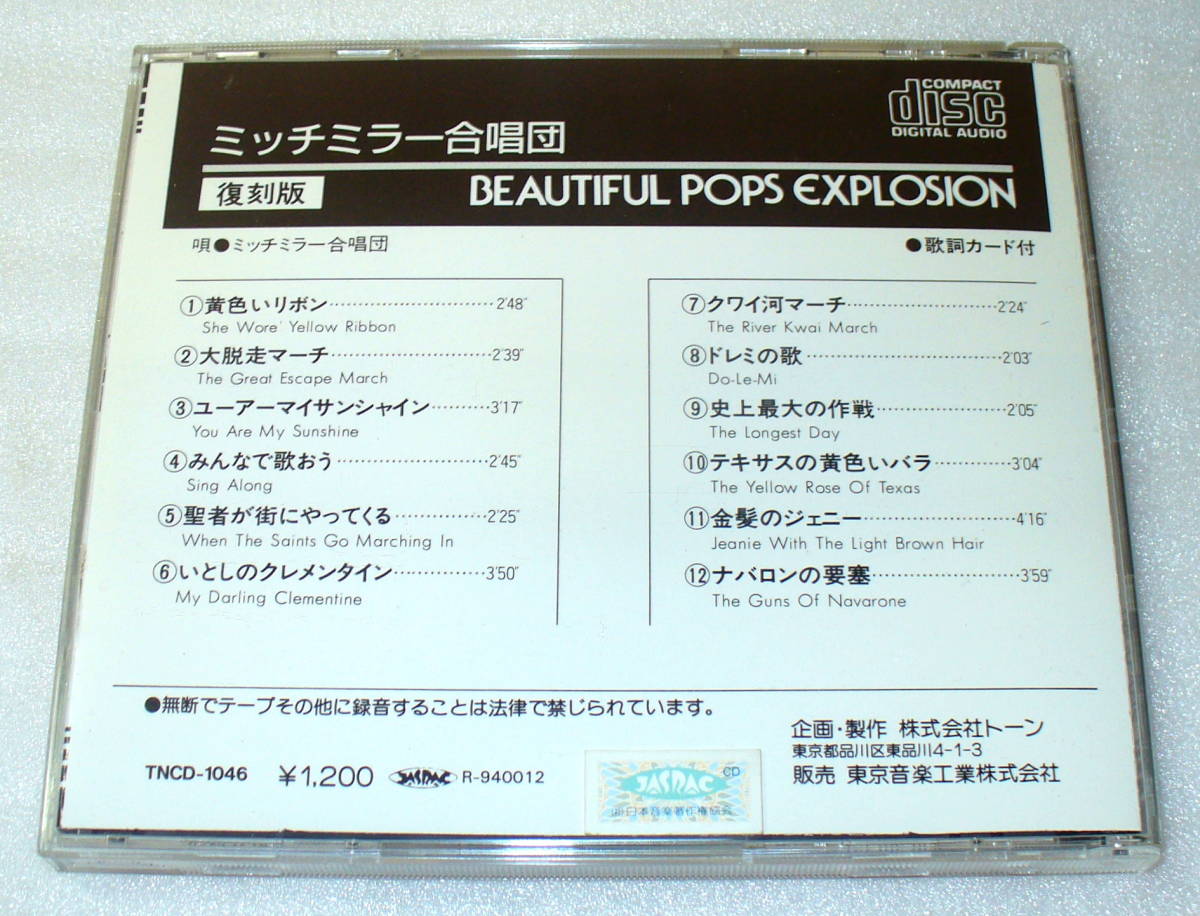 COMPACT
disc
DIGITAL AUDIO
ミッチミラー合唱団
復刻版
BEAUTIFUL POPS EXPLOSION
唄●ミッチミラー合唱団
●歌詞カード付
①黄色いリボン…………………2'48"
She Wore' Yellow Ribbon
②大脱走マーチ…………………2'39"
The Great Escape March
③ユーアーマイサンシャイン………3'17"
You Are My Sunshine
④みんなで歌おう………………2'45"
Sing Along
⑤聖者が街にやってくる…………2'25"
When The Saints Go Marching In
⑥いとしのクレメンタイン…………3'50"
My Darling Clementine
⑦クワイ河マーチ…………………2'24"
The River Kwai March
⑧ドレミの歌………………………2'03"
Do-Le-Mi
⑨史上最大の作戦………………2'05"
The Longest Day
⑩テキサスの黄色いバラ…………3'04"
The Yellow Rose Of Texas
⑪金髪のジェニー…………………4'16"
Jeanie With The Light Brown Hair
⑫ナバロンの要塞…………………3'59"
The Guns Of Navarone
●無断でテープその他に録音することは法律で禁じられています。
企画・製作 株式会社トーン
東京都品川区東品川4-1-3
販売 東京音楽工業株式会社
TNCD-1046 ¥1,200 JASRAC R-940012
JASRAC CD